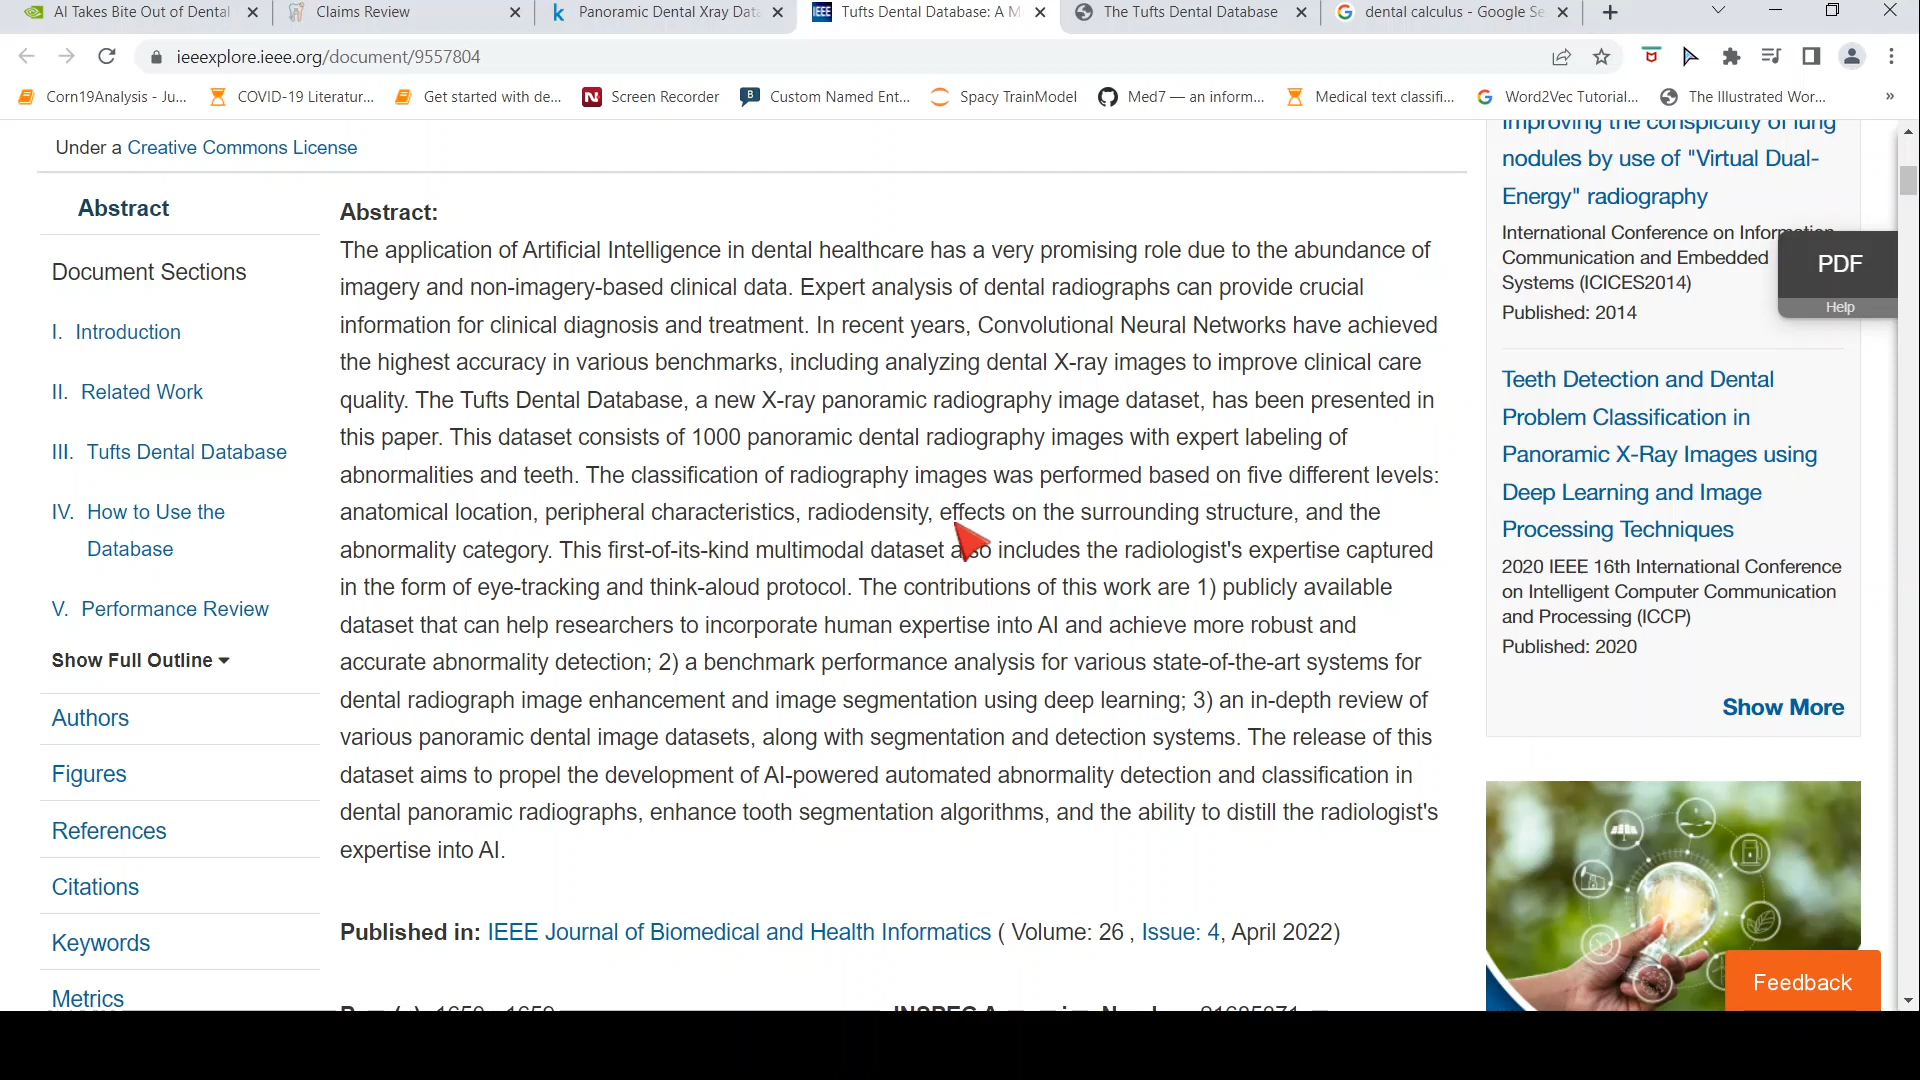 AI Takes Bite Out of Dental
Claims Review
Panoramic Dental Xray Dat
IEEE Tufts Dental Database: A M
The Tufts Dental Database
dental calculus - Google Se
ieeexplore.ieee.org/document/9557804
Corn19Analysis - Ju...
COVID-19 Literatur...
Get started with de...
Screen Recorder
Custom Named Ent...
Spacy TrainModel
Med7 — an inform...
Medical text classifi...
Word2Vec Tutorial...
The Illustrated Wor...
»
Under a Creative Commons License
Abstract
Document Sections
I. Introduction
II. Related Work
III. Tufts Dental Database
IV. How to Use the
Database
V. Performance Review
Show Full Outline
Authors
Figures
References
Citations
Keywords
Metrics
Abstract:
The application of Artificial Intelligence in dental healthcare has a very promising role due to the abundance of
imagery and non-imagery-based clinical data. Expert analysis of dental radiographs can provide crucial
information for clinical diagnosis and treatment. In recent years, Convolutional Neural Networks have achieved
the highest accuracy in various benchmarks, including analyzing dental X-ray images to improve clinical care
quality. The Tufts Dental Database, a new X-ray panoramic radiography image dataset, has been presented in
this paper. This dataset consists of 1000 panoramic dental radiography images with expert labeling of
abnormalities and teeth. The classification of radiography images was performed based on five different levels:
anatomical location, peripheral characteristics, radiodensity, effects on the surrounding structure, and the
abnormality category. This first-of-its-kind multimodal dataset also includes the radiologist's expertise captured
in the form of eye-tracking and think-aloud protocol. The contributions of this work are 1) publicly available
dataset that can help researchers to incorporate human expertise into AI and achieve more robust and
accurate abnormality detection; 2) a benchmark performance analysis for various state-of-the-art systems for
dental radiograph image enhancement and image segmentation using deep learning; 3) an in-depth review of
various panoramic dental image datasets, along with segmentation and detection systems. The release of this
dataset aims to propel the development of AI-powered automated abnormality detection and classification in
dental panoramic radiographs, enhance tooth segmentation algorithms, and the ability to distill the radiologist's
expertise into AI.
Published in: IEEE Journal of Biomedical and Health Informatics ( Volume: 26 , Issue: 4, April 2022)
Improving the conspicuity of lung
nodules by use of "Virtual Dual-
Energy" radiography
International Conference on Information
Communication and Embedded
Systems (ICICES2014)
Published: 2014
PDF
Help
Teeth Detection and Dental
Problem Classification in
Panoramic X-Ray Images using
Deep Learning and Image
Processing Techniques
2020 IEEE 16th International Conference
on Intelligent Computer Communication
and Processing (ICCP)
Published: 2020
Show More
Feedback